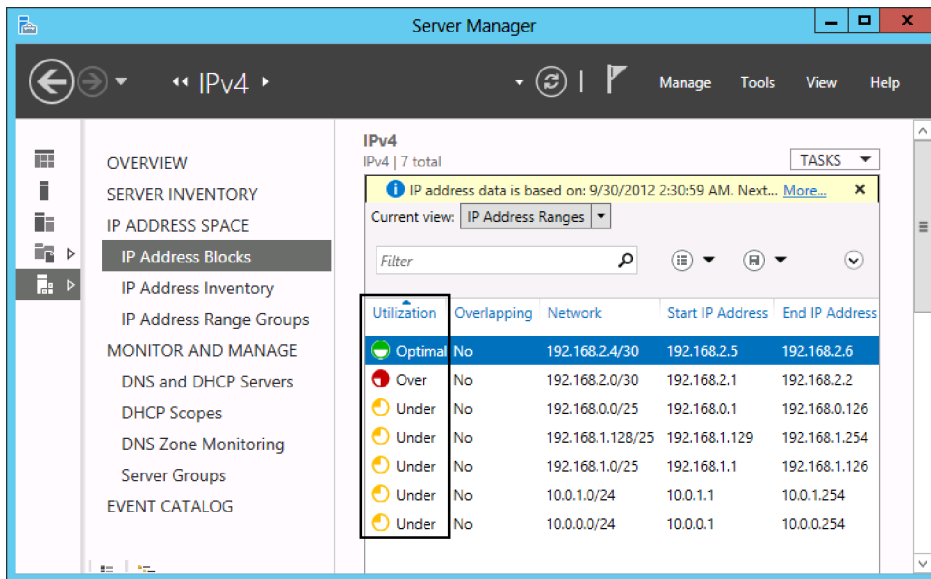 Server Manager
IPv4
Manage Tools View Help
OVERVIEW
SERVER INVENTORY
IP ADDRESS SPACE
IP Address Blocks
IP Address Inventory
IP Address Range Groups
MONITOR AND MANAGE
DNS and DHCP Servers
DHCP Scopes
DNS Zone Monitoring
Server Groups
EVENT CATALOG
IPv4
IPv4 | 7 total
TASKS
IP address data is based on: 9/30/2012 2:30:59 AM. Next... More... x
Current view: IP Address Ranges
Filter
Utilization Overlapping Network Start IP Address End IP Address
Optimal No 192.168.2.4/30 192.168.2.5 192.168.2.6
Over No 192.168.2.0/30 192.168.2.1 192.168.2.2
Under No 192.168.0.0/25 192.168.0.1 192.168.0.126
Under No 192.168.1.128/25 192.168.1.129 192.168.1.254
Under No 192.168.1.0/25 192.168.1.1 192.168.1.126
Under No 10.0.1.0/24 10.0.1.1 10.0.1.254
Under No 10.0.0.0/24 10.0.0.1 10.0.0.254